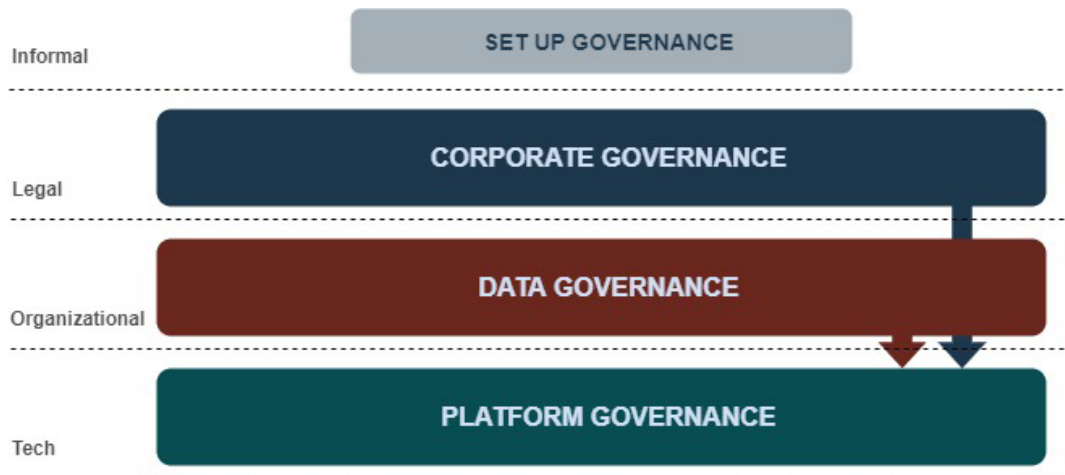 SET UP GOVERNANCE
Informal
CORPORATE GOVERNANCE
Legal
DATA GOVERNANCE
Organizational
PLATFORM GOVERNANCE
Tech